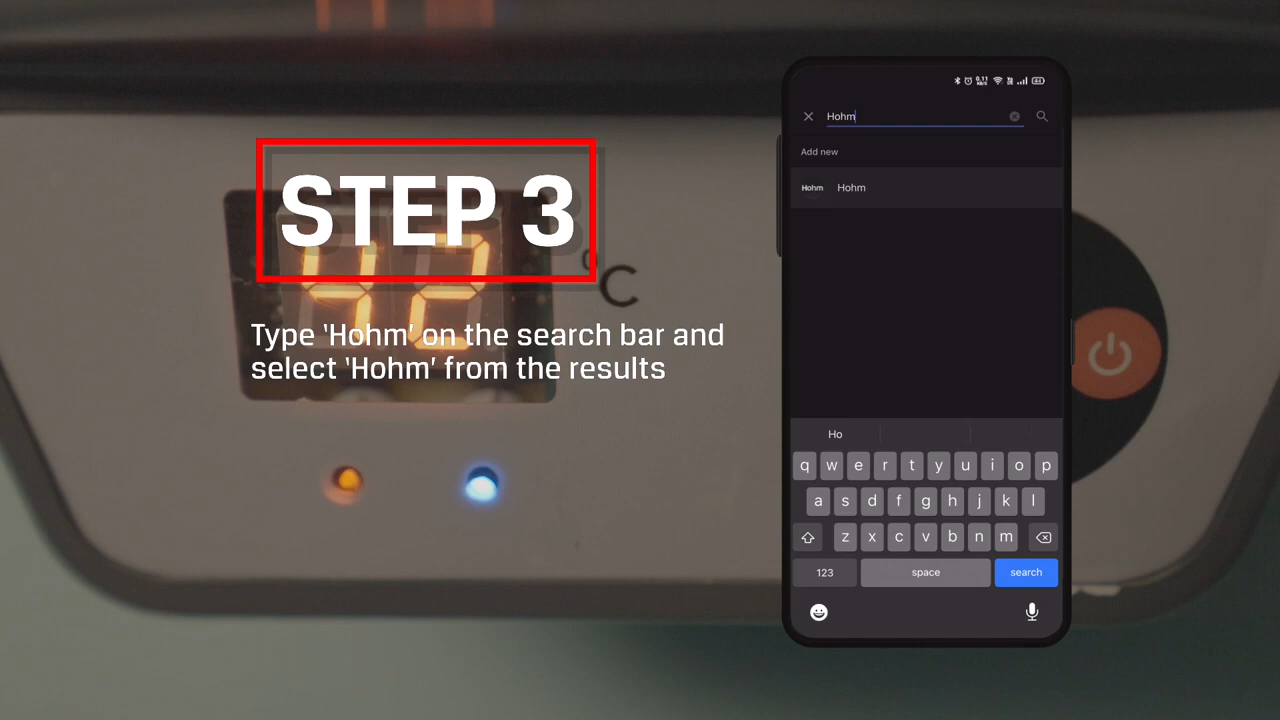 STEP 3
42
°C
Type ‘Hohm’ on the search bar and
select ‘Hohm’ from the results
Hohm
Add new
Hohm Hohm
Ho
q w e r t y u i o p
a s d f g h j k l
z x c v b n m
123 space search